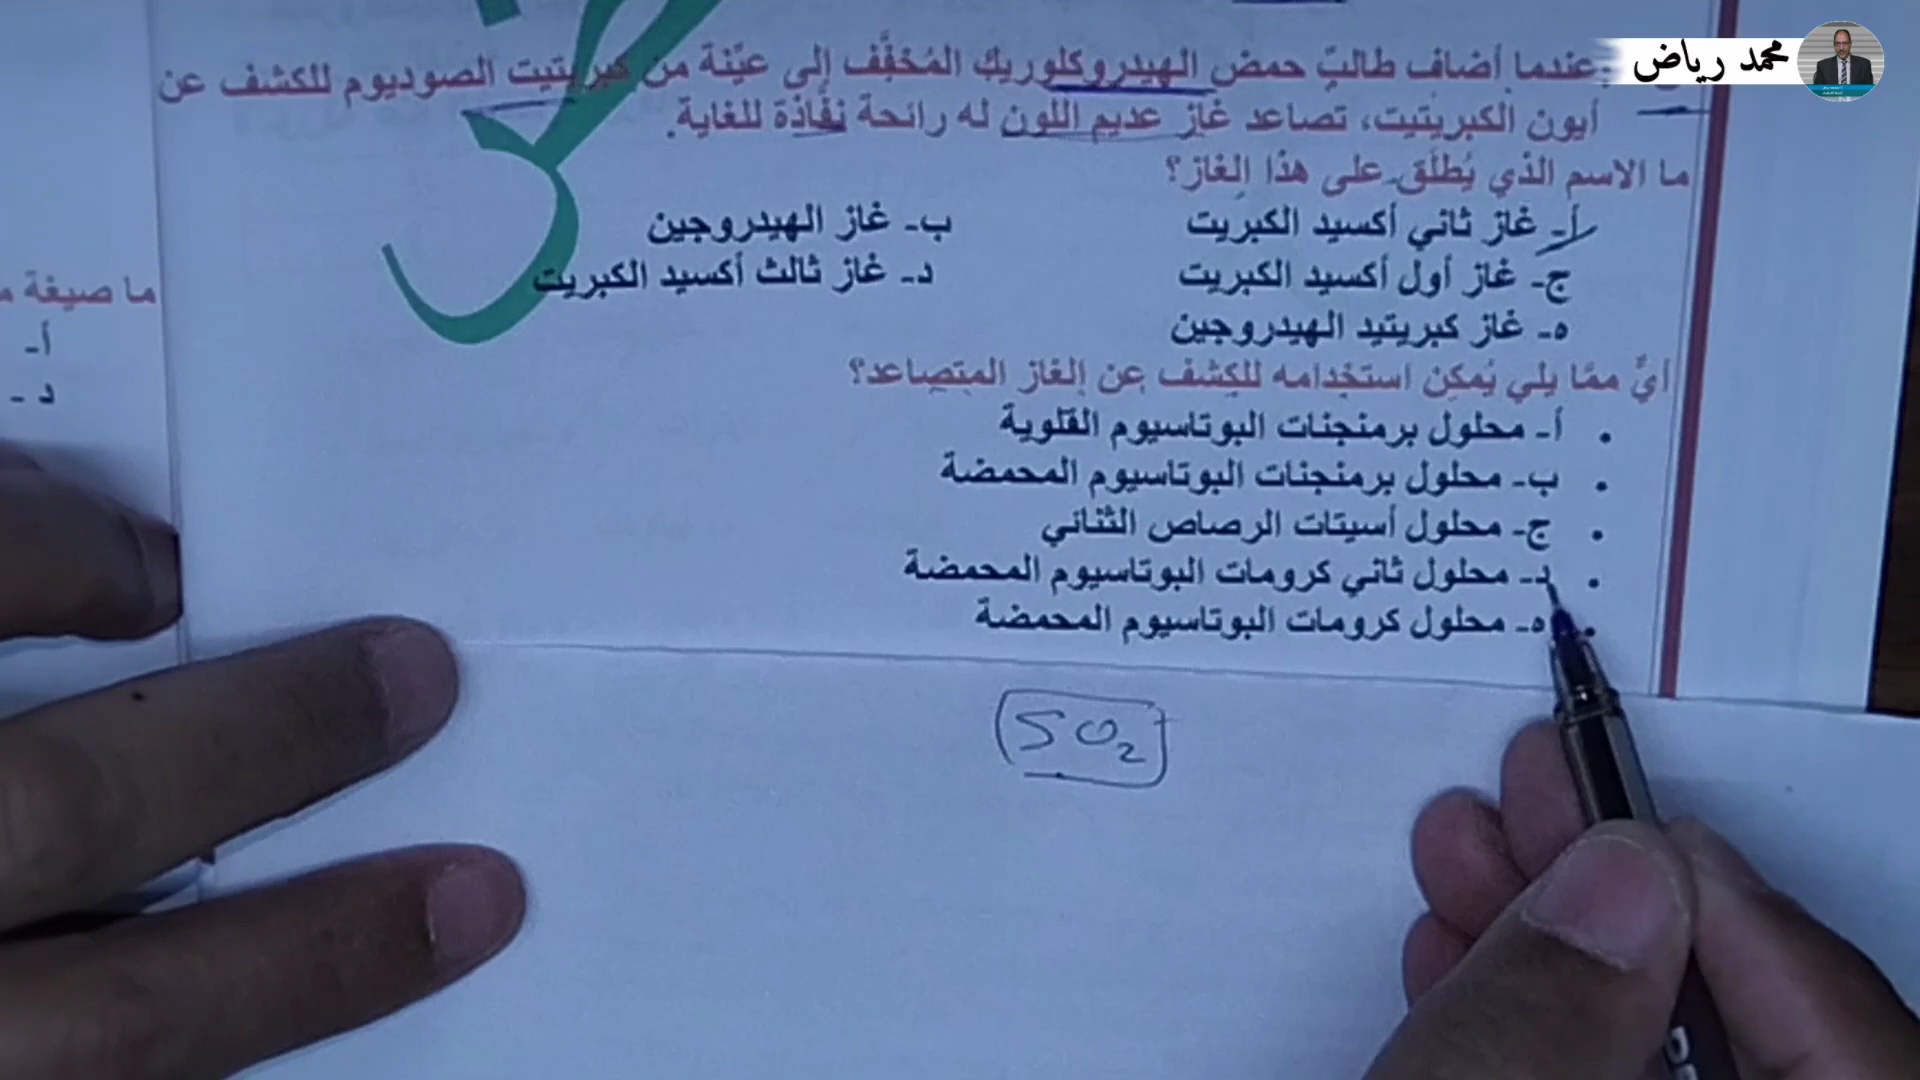 محمد رياض
عندما أضاف طالبٌ حمض الهيدروكلوريك المُخفَّف إلى عيّنة من كبريتيت الصوديوم للكشف عن
أيون الكبريتيت، تصاعد غاز عديم اللون له رائحة نفَّاذة للغاية.
ما الاسم الذي يُطلَق على هذا الغاز؟
أ- غاز ثاني أكسيد الكبريت ب- غاز الهيدروجين
ج- غاز أول أكسيد الكبريت د- غاز ثالث أكسيد الكبريت
ه- غاز كبريتيد الهيدروجين
أيٌّ ممَّا يلي يُمكِن استخدامه للكشف عن الغاز المتصاعد؟
• أ- محلول برمنجنات البوتاسيوم القلوية
• ب- محلول برمنجنات البوتاسيوم المحمضة
• ج- محلول أسيتات الرصاص الثنائي
• د- محلول ثاني كرومات البوتاسيوم المحمضة
• ه- محلول كرومات البوتاسيوم المحمضة
SO₂
ما صيغة
أ-
د -